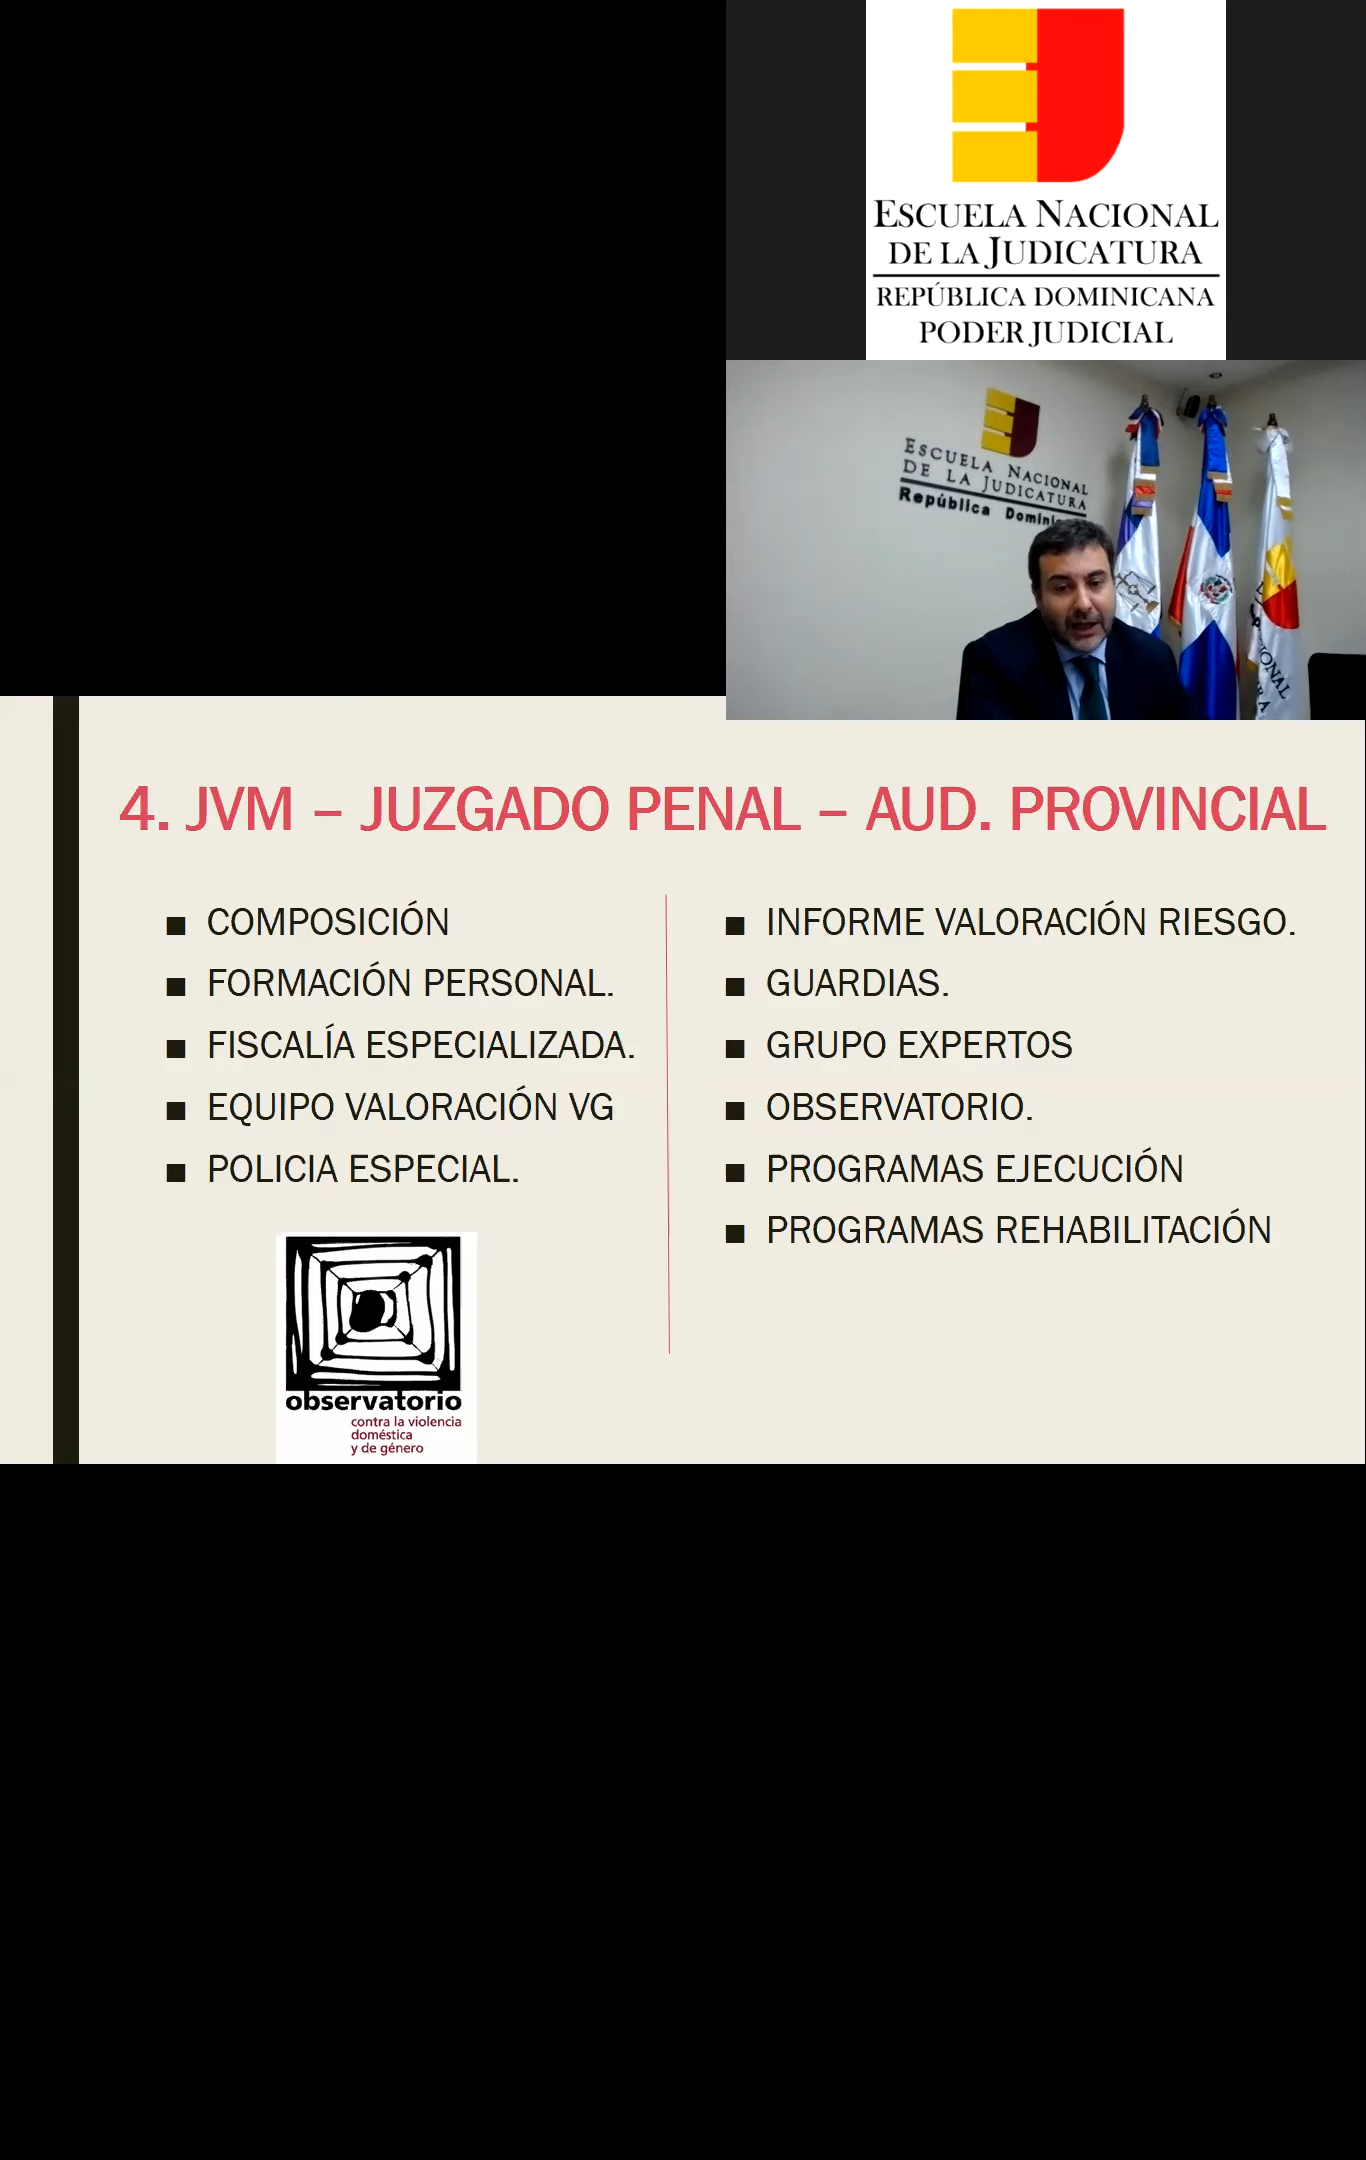 ESCUELA NACIONAL
DE LA JUDICATURA
REPÚBLICA DOMINICANA
PODER JUDICIAL
ESCUELA NACIONAL
DE LA JUDICATURA
República
4. JVM – JUZGADO PENAL – AUD. PROVINCIAL
■ COMPOSICIÓN
■ FORMACIÓN PERSONAL.
■ FISCALÍA ESPECIALIZADA.
■ EQUIPO VALORACIÓN VG
■ POLICIA ESPECIAL.
observatorio
contra la violencia
doméstica
y de género
■ INFORME VALORACIÓN RIESGO.
■ GUARDIAS.
■ GRUPO EXPERTOS
■ OBSERVATORIO.
■ PROGRAMAS EJECUCIÓN
■ PROGRAMAS REHABILITACIÓN